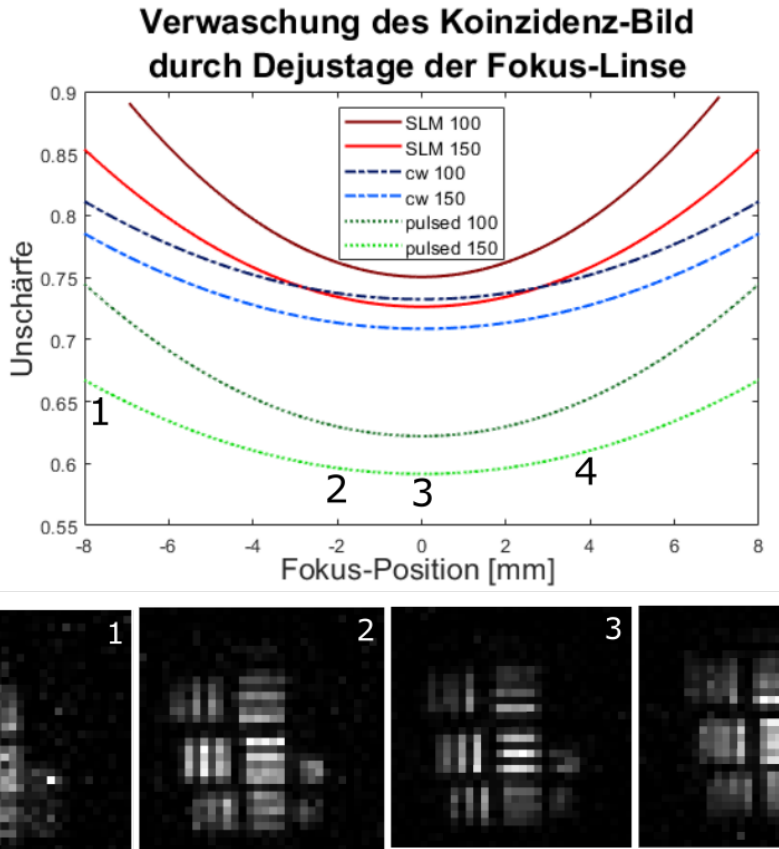 Verwaschung des Koinzidenz-Bild
durch Dejustage der Fokus-Linse
0.9
0.85
0.8
0.75
0.7
0.65
0.6
0.55
Unschärfe
SLM 100
SLM 150
cw 100
cw 150
pulsed 100
pulsed 150
1
2
3
4
-8 -6 -4 -2 0 2 4 6 8
Fokus-Position [mm]
1 2 3